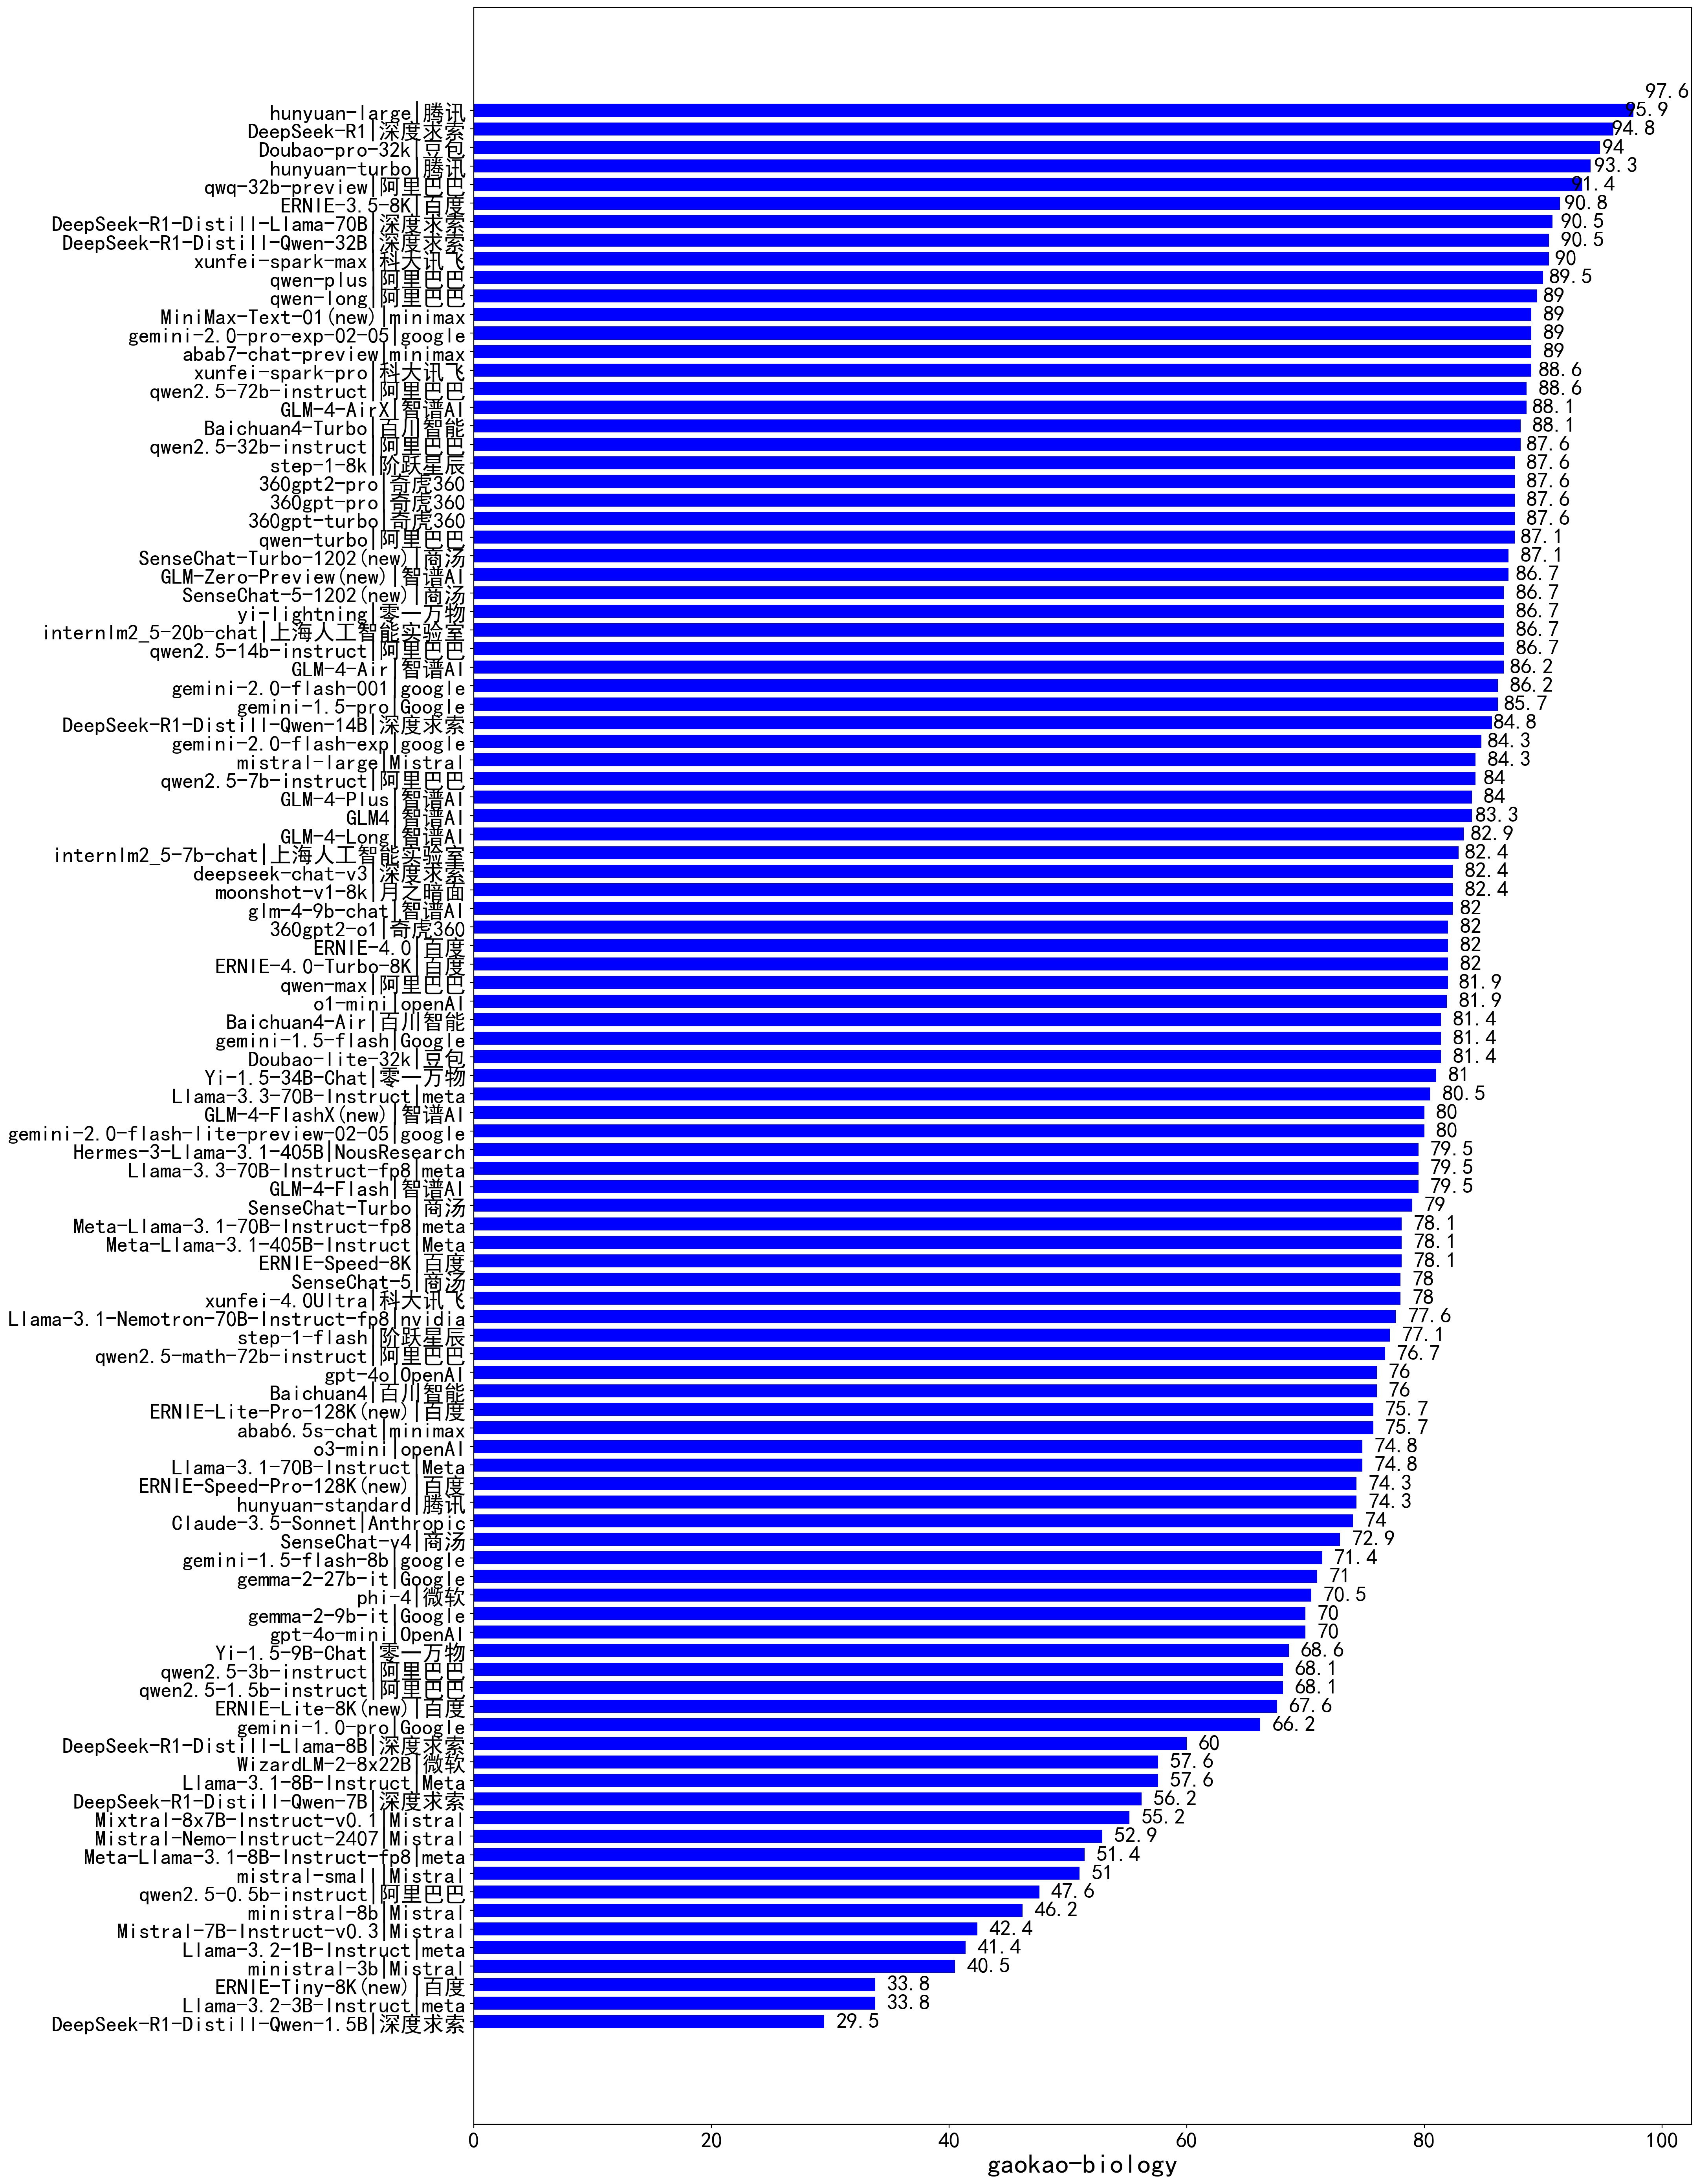 97.6
hunyuan-large|腾讯 95.9
DeepSeek-R1|深度求索 94.8
Doubao-pro-32k|豆包 94
hunyuan-turbo|腾讯 93.3
qwq-32b-preview|阿里巴巴 91.4
ERNIE-3.5-8K|百度 90.8
DeepSeek-R1-Distill-Llama-70B|深度求索 90.5
DeepSeek-R1-Distill-Qwen-32B|深度求索 90.5
xunfei-spark-max|科大讯飞 90
qwen-plus|阿里巴巴 89.5
qwen-long|阿里巴巴 89
MiniMax-Text-01(new)|minimax 89
gemini-2.0-pro-exp-02-05|google 89
abab7-chat-preview|minimax 89
xunfei-spark-pro|科大讯飞 88.6
qwen2.5-72b-instruct|阿里巴巴 88.6
GLM-4-AirX|智谱AI 88.1
Baichuan4-Turbo|百川智能 88.1
qwen2.5-32b-instruct|阿里巴巴 87.6
step-1-8k|阶跃星辰 87.6
360gpt2-pro|奇虎360 87.6
360gpt-pro|奇虎360 87.6
360gpt-turbo|奇虎360 87.6
qwen-turbo|阿里巴巴 87.1
SenseChat-Turbo-1202(new)|商汤 87.1
GLM-Zero-Preview(new)|智谱AI 86.7
SenseChat-5-1202(new)|商汤 86.7
yi-lightning|零一万物 86.7
internlm2_5-20b-chat|上海人工智能实验室 86.7
qwen2.5-14b-instruct|阿里巴巴 86.7
GLM-4-Air|智谱AI 86.2
gemini-2.0-flash-001|google 86.2
gemini-1.5-pro|Google 85.7
DeepSeek-R1-Distill-Qwen-14B|深度求索 84.8
gemini-2.0-flash-exp|google 84.3
mistral-large|Mistral 84.3
qwen2.5-7b-instruct|阿里巴巴 84
GLM-4-Plus|智谱AI 84
GLM4|智谱AI 83.3
GLM-4-Long|智谱AI 82.9
internlm2_5-7b-chat|上海人工智能实验室 82.4
deepseek-chat-v3|深度求索 82.4
moonshot-v1-8k|月之暗面 82.4
glm-4-9b-chat|智谱AI 82
360gpt2-o1|奇虎360 82
ERNIE-4.0|百度 82
ERNIE-4.0-Turbo-8K|百度 82
qwen-max|阿里巴巴 81.9
o1-mini|openAI 81.9
Baichuan4-Air|百川智能 81.4
gemini-1.5-flash|Google 81.4
Doubao-lite-32k|豆包 81.4
Yi-1.5-34B-Chat|零一万物 81
Llama-3.3-70B-Instruct|meta 80.5
GLM-4-FlashX(new)|智谱AI 80
gemini-2.0-flash-lite-preview-02-05|google 80
Hermes-3-Llama-3.1-405B|NousResearch 79.5
Llama-3.3-70B-Instruct-fp8|meta 79.5
GLM-4-Flash|智谱AI 79.5
SenseChat-Turbo|商汤 79
Meta-Llama-3.1-70B-Instruct-fp8|meta 78.1
Meta-Llama-3.1-405B-Instruct|Meta 78.1
ERNIE-Speed-8K|百度 78.1
SenseChat-5|商汤 78
xunfei-4.0Ultra|科大讯飞 78
Llama-3.1-Nemotron-70B-Instruct-fp8|nvidia 77.6
step-1-flash|阶跃星辰 77.1
qwen2.5-math-72b-instruct|阿里巴巴 76.7
gpt-4o|OpenAI 76
Baichuan4|百川智能 76
ERNIE-Lite-Pro-128K(new)|百度 75.7
abab6.5s-chat|minimax 75.7
o3-mini|openAI 74.8
Llama-3.1-70B-Instruct|Meta 74.8
ERNIE-Speed-Pro-128K(new)|百度 74.3
hunyuan-standard|腾讯 74.3
Claude-3.5-Sonnet|Anthropic 74
SenseChat-v4|商汤 72.9
gemini-1.5-flash-8b|google 71.4
gemma-2-27b-it|Google 71
phi-4|微软 70.5
gemma-2-9b-it|Google 70
gpt-4o-mini|OpenAI 70
Yi-1.5-9B-Chat|零一万物 68.6
qwen2.5-3b-instruct|阿里巴巴 68.1
qwen2.5-1.5b-instruct|阿里巴巴 68.1
ERNIE-Lite-8K(new)|百度 67.6
gemini-1.0-pro|Google 66.2
DeepSeek-R1-Distill-Llama-8B|深度求索 60
WizardLM-2-8x22B|微软 57.6
Llama-3.1-8B-Instruct|Meta 57.6
DeepSeek-R1-Distill-Qwen-7B|深度求索 56.2
Mixtral-8x7B-Instruct-v0.1|Mistral 55.2
Mistral-Nemo-Instruct-2407|Mistral 52.9
Meta-Llama-3.1-8B-Instruct-fp8|meta 51.4
mistral-small|Mistral 51
qwen2.5-0.5b-instruct|阿里巴巴 47.6
ministral-8b|Mistral 46.2
Mistral-7B-Instruct-v0.3|Mistral 42.4
Llama-3.2-1B-Instruct|meta 41.4
ministral-3b|Mistral 40.5
ERNIE-Tiny-8K(new)|百度 33.8
Llama-3.2-3B-Instruct|meta 33.8
DeepSeek-R1-Distill-Qwen-1.5B|深度求索 29.5
0 20 40 60 80 100
gaokao-biology